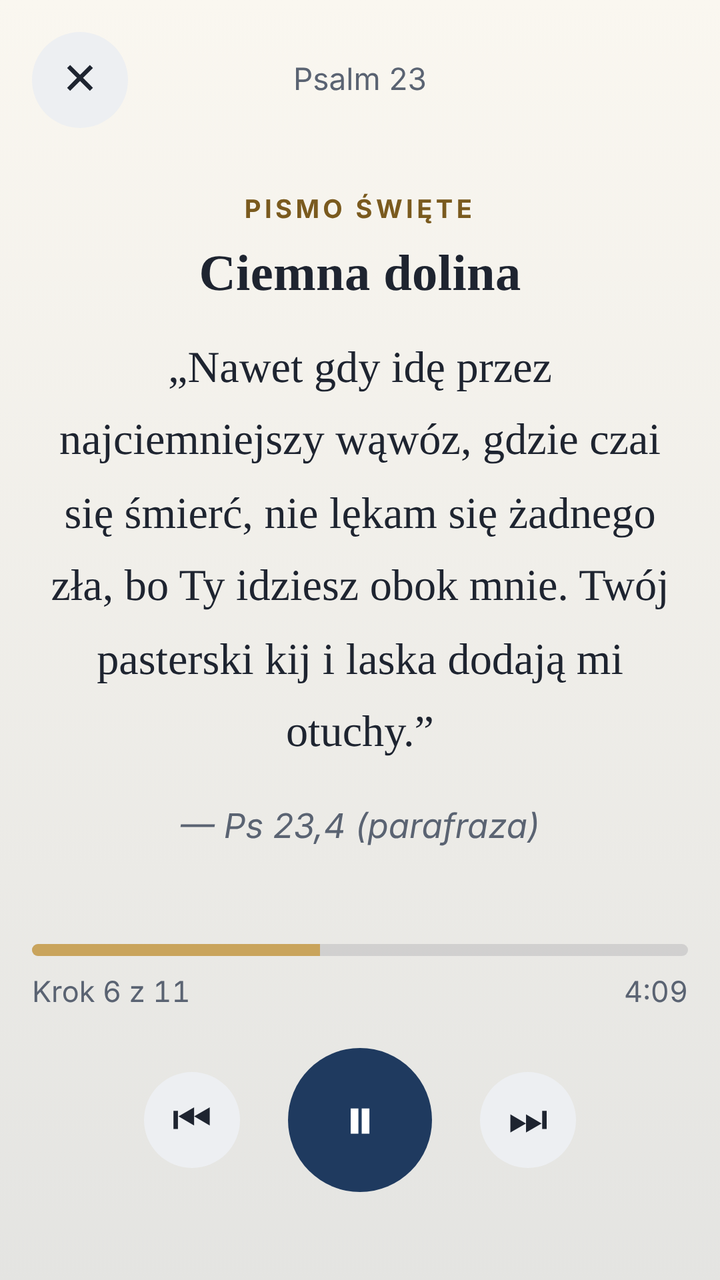 Psalm 23
PISMO ŚWIĘTE
Ciemna dolina
„Nawet gdy idę przez
najciemniejszy wąwóz, gdzie czai
się śmierć, nie lękam się żadnego
zła, bo Ty idziesz obok mnie. Twój
pasterski kij i laska dodają mi
otuchy.”
— Ps 23,4 (parafraza)
Krok 6 z 11
4:09